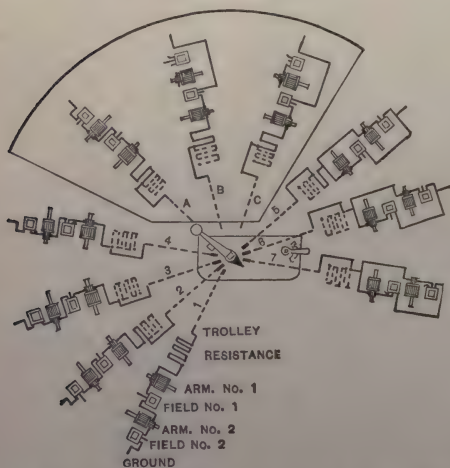 A
B
C
5
6
7
4
3
2
1
TROLLEY
RESISTANCE
ARM. No. 1
FIELD No. 1
ARM. No. 2
FIELD No. 2
GROUND